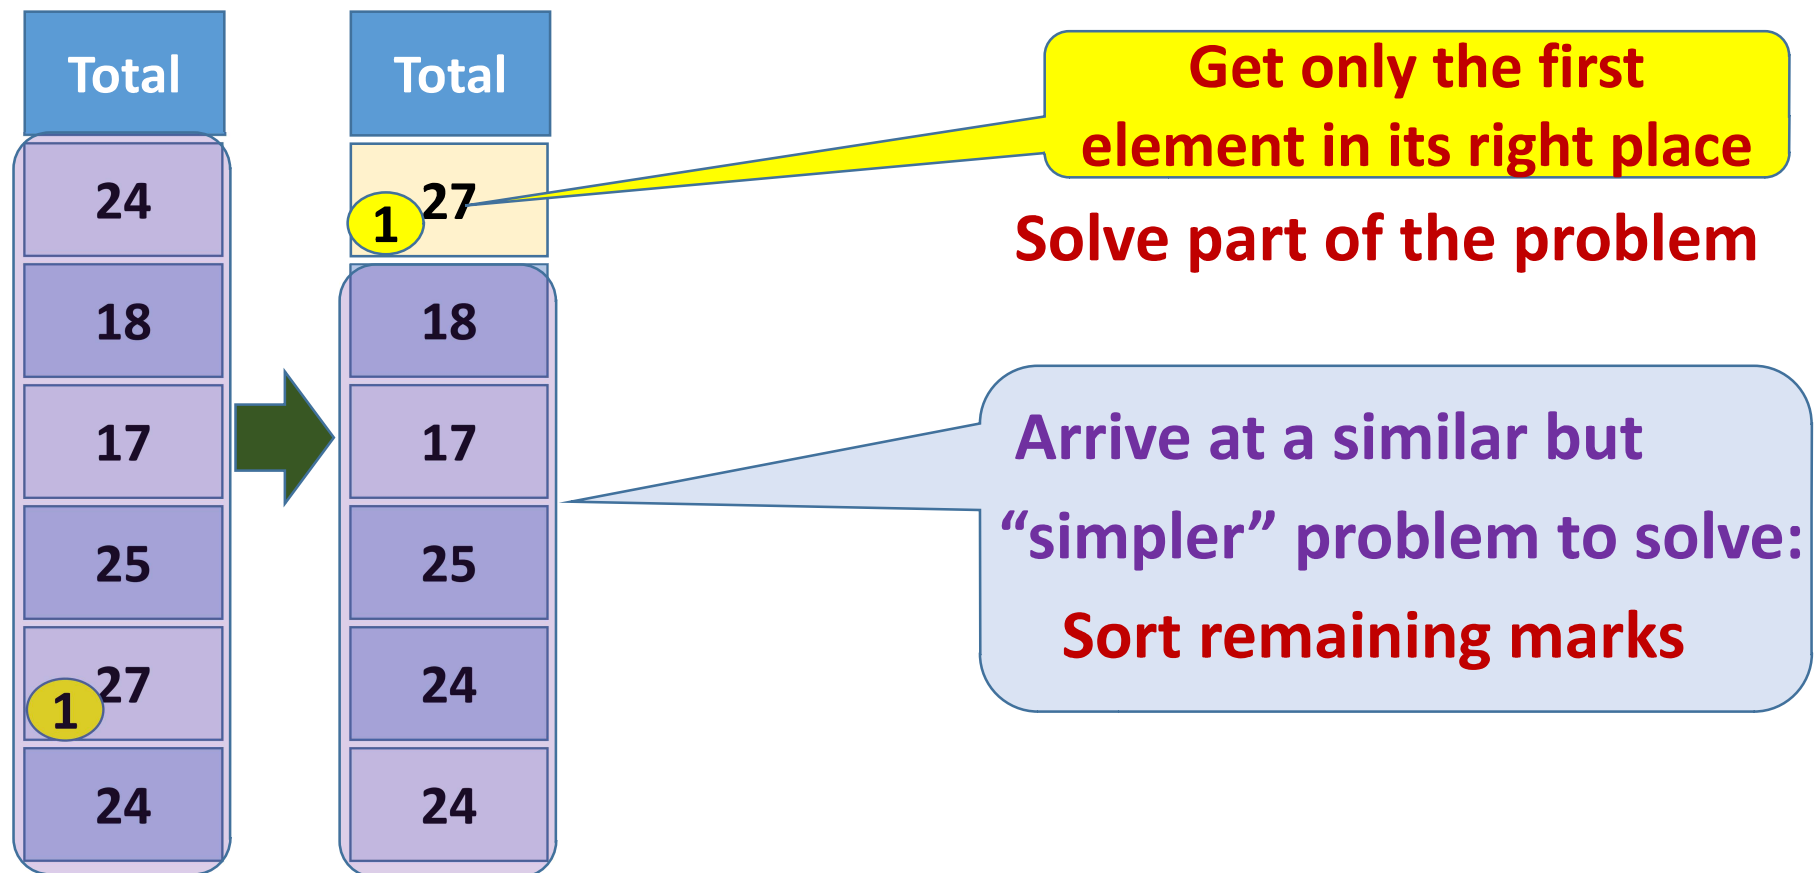 Total
24
18
17
25
27
1
24
Total
27
1
18
17
25
24
24
Get only the first
element in its right place
Solve part of the problem
Arrive at a similar but
“simpler” problem to solve:
Sort remaining marks